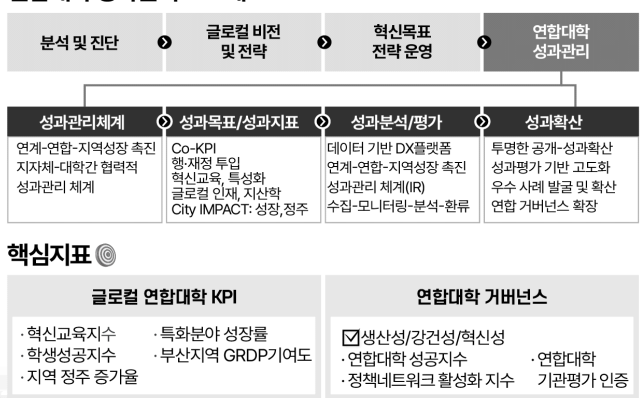 분석 및 진단
글로컬 비전
및 전략
혁신목표
전략 운영
연합대학
성과관리
성과관리체계
연계-연합-지역성장 촉진
지자체-대학간 협력적
성과관리 체계
성과목표/성과지표
Co-KPI
행·재정 투입
혁신교육, 특성화
글로컬 인재, 지산학
City IMPACT: 성장,정주
성과분석/평가
데이터 기반 DX플랫폼
연계-연합-지역성장 촉진
성과관리 체계(IR)
수집-모니터링-분석-환류
성과확산
투명한 공개-성과확산
성과평가 기반 고도화
우수 사례 발굴 및 확산
연합 거버넌스 확장
핵심지표
글로컬 연합대학 KPI
· 혁신교육지수
· 학생성공지수
· 지역 정주 증가율
· 특화분야 성장률
· 부산지역 GRDP기여도
연합대학 거버넌스
☑생산성/강건성/혁신성
· 연합대학 성공지수
· 정책네트워크 활성화 지수
· 연합대학
기관평가 인증